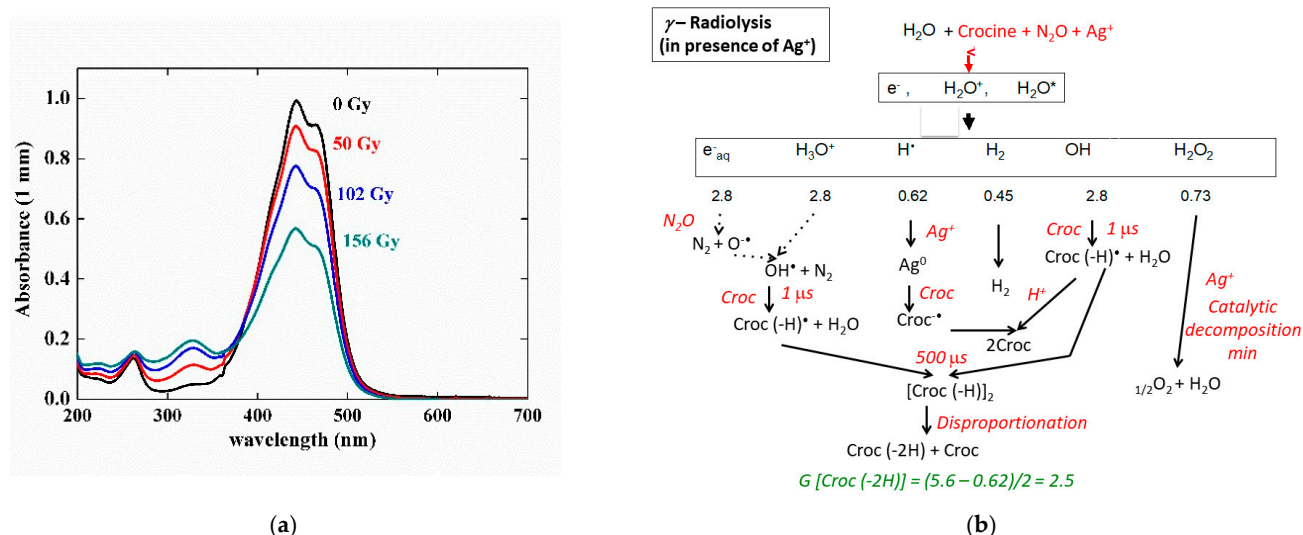 0 Gy
50 Gy
102 Gy
156 Gy
1.0
0.8
0.6
0.4
0.2
0.0
200
300
400
500
600
700
Absorbance (1 mm)
wavelength (nm)
(a)
γ – Radiolysis
(in presence of Ag⁺)
H₂O + Crocine + N₂O + Ag⁺
e⁻ , H₂O⁺, H₂O*
e⁻aq H₃O⁺ H• H₂ OH H₂O₂
2.8 2.8 0.62 0.45 2.8 0.73
N₂O
N₂ + O⁻•
OH• + N₂
Croc 1 µs
Croc (-H)• + H₂O
Ag⁺
Ag⁰
Croc
Croc⁻•
H₂
Croc 1 µs
Croc (-H)• + H₂O
H⁺
2Croc
Ag⁺
Catalytic
decomposition
min
1/2O₂ + H₂O
500 µs
[Croc (-H)]₂
Disproportionation
Croc (-2H) + Croc
G [Croc (-2H)] = (5.6 – 0.62)/2 = 2.5
(b)